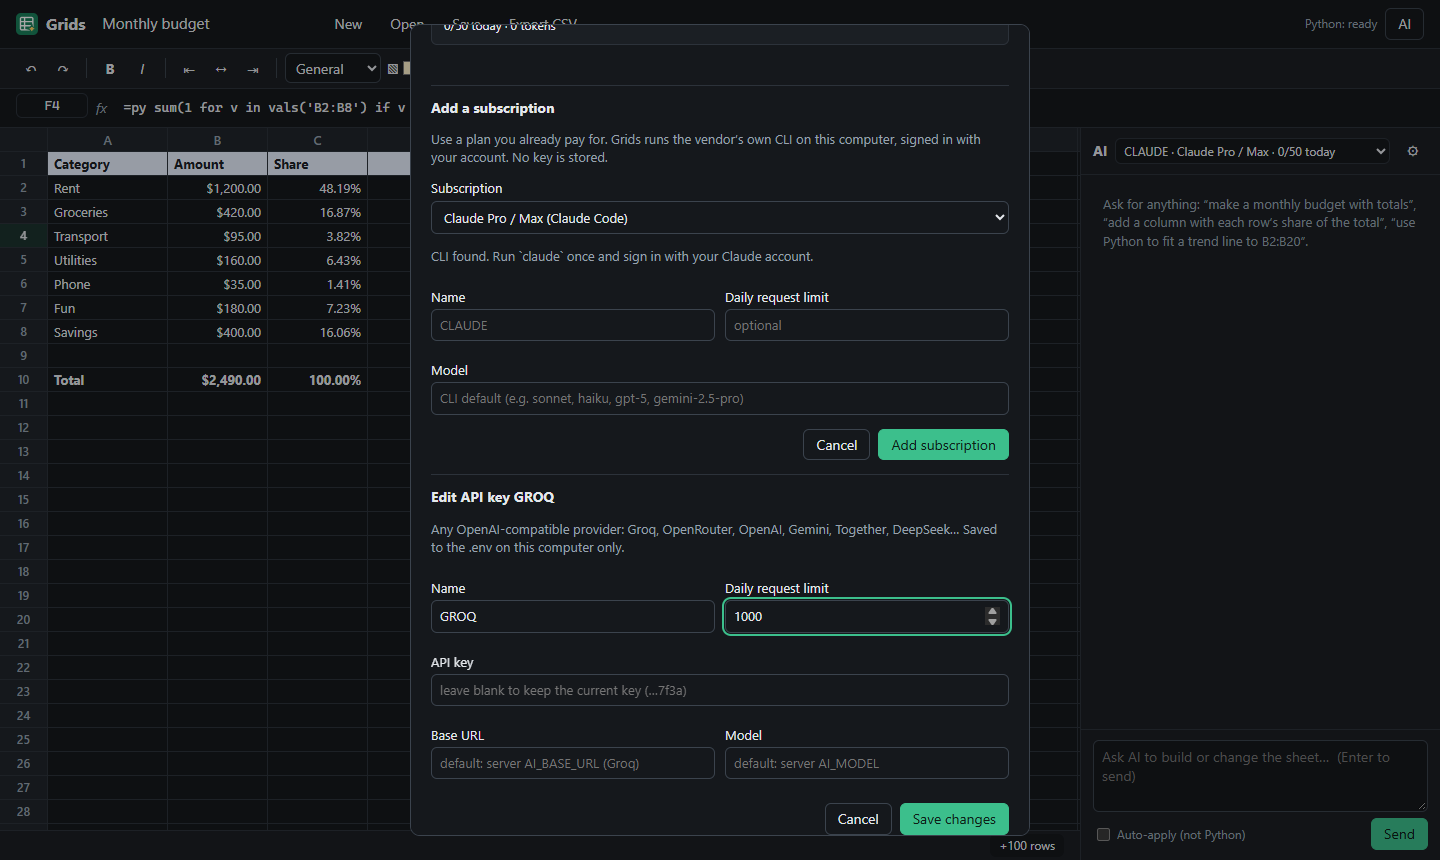 Grids Monthly budget New Open Save Export CSV Python: ready AI
B I General
F4 fx =py sum(1 for v in vals('B2:B8') if v
A B C
1 Category Amount Share
2 Rent $1,200.00 48.19%
3 Groceries $420.00 16.87%
4 Transport $95.00 3.82%
5 Utilities $160.00 6.43%
6 Phone $35.00 1.41%
7 Fun $180.00 7.23%
8 Savings $400.00 16.06%
9
10 Total $2,490.00 100.00%
11
12
13
14
15
16
17
18
19
20
21
22
23
24
25
26
27
28
0/50 today · 0 tokens
Add a subscription
Use a plan you already pay for. Grids runs the vendor's own CLI on this computer, signed in with
your account. No key is stored.
Subscription
Claude Pro / Max (Claude Code)
CLI found. Run `claude` once and sign in with your Claude account.
Name Daily request limit
CLAUDE optional
Model
CLI default (e.g. sonnet, haiku, gpt-5, gemini-2.5-pro)
Cancel Add subscription
Edit API key GROQ
Any OpenAI-compatible provider: Groq, OpenRouter, OpenAI, Gemini, Together, DeepSeek... Saved
to the .env on this computer only.
Name Daily request limit
GROQ 1000
API key
leave blank to keep the current key (...7f3a)
Base URL Model
default: server AI_BASE_URL (Groq) default: server AI_MODEL
Cancel Save changes
+100 rows
AI CLAUDE · Claude Pro / Max · 0/50 today
Ask for anything: “make a monthly budget with totals”,
“add a column with each row's share of the total”, “use
Python to fit a trend line to B2:B20”.
Ask AI to build or change the sheet... (Enter to
send)
Auto-apply (not Python) Send